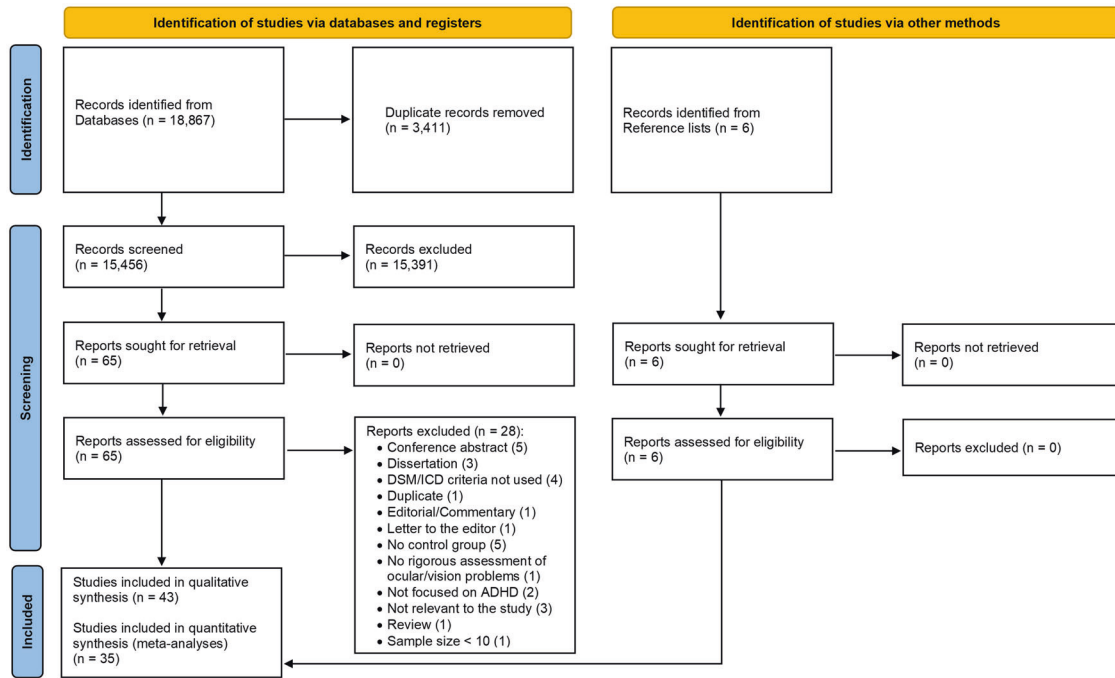 Identification of studies via databases and registers
Identification of studies via other methods
Identification
Records identified from
Databases (n = 18,867)
Duplicate records removed
(n = 3,411)
Records identified from
Reference lists (n = 6)
Screening
Records screened
(n = 15,456)
Records excluded
(n = 15,391)
Reports sought for retrieval
(n = 65)
Reports not retrieved
(n = 0)
Reports sought for retrieval
(n = 6)
Reports not retrieved
(n = 0)
Reports assessed for eligibility
(n = 65)
Reports excluded (n = 28):
• Conference abstract (5)
• Dissertation (3)
• DSM/ICD criteria not used (4)
• Duplicate (1)
• Editorial/Commentary (1)
• Letter to the editor (1)
• No control group (5)
• No rigorous assessment of
ocular/vision problems (1)
• Not focused on ADHD (2)
• Not relevant to the study (3)
• Review (1)
• Sample size < 10 (1)
Reports assessed for eligibility
(n = 6)
Reports excluded (n = 0)
Included
Studies included in qualitative
synthesis (n = 43)
Studies included in quantitative
synthesis (meta-analyses)
(n = 35)